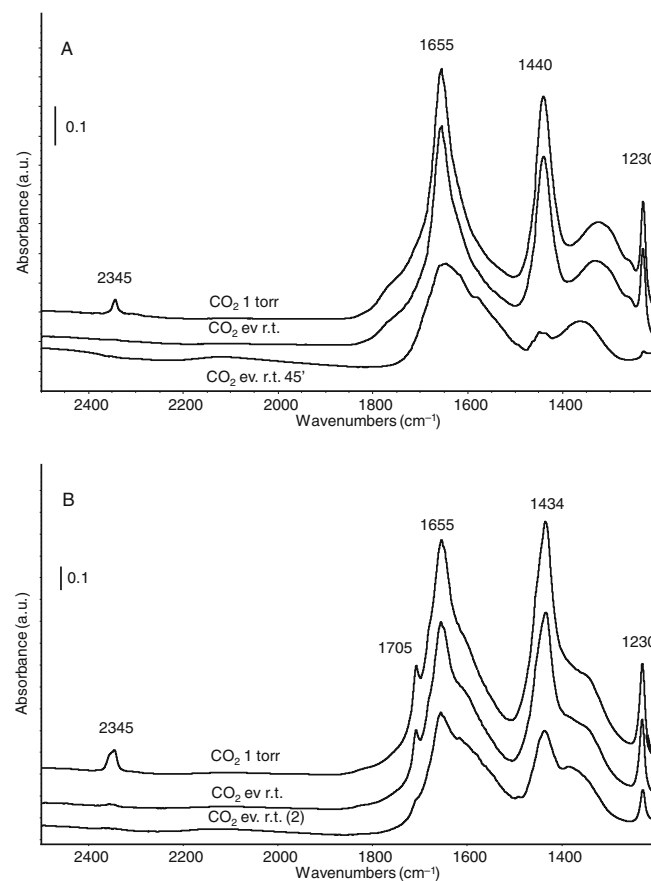 A
1655
1440
1230
0.1
2345
CO₂ 1 torr
CO₂ ev r.t.
CO₂ ev. r.t. 45'
Absorbance (a.u.)
2400 2200 2000 1800 1600 1400
Wavenumbers (cm⁻¹)
B
1655
1434
1705
1230
0.1
2345
CO₂ 1 torr
CO₂ ev r.t.
CO₂ ev. r.t. (2)
Absorbance (a.u.)
2400 2200 2000 1800 1600 1400
Wavenumbers (cm⁻¹)